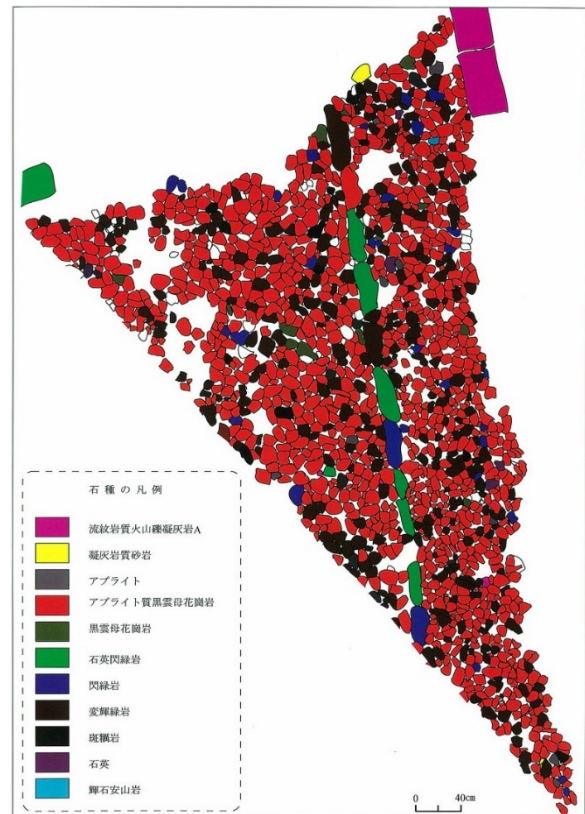 石種の凡例
流紋岩質火山礫凝灰岩A
凝灰岩質砂岩
アプライト
アプライト質黒雲母花崗岩
黒雲母花崗岩
石英閃緑岩
閃緑岩
変輝緑岩
斑糲岩
石英
輝石安山岩
0 40cm